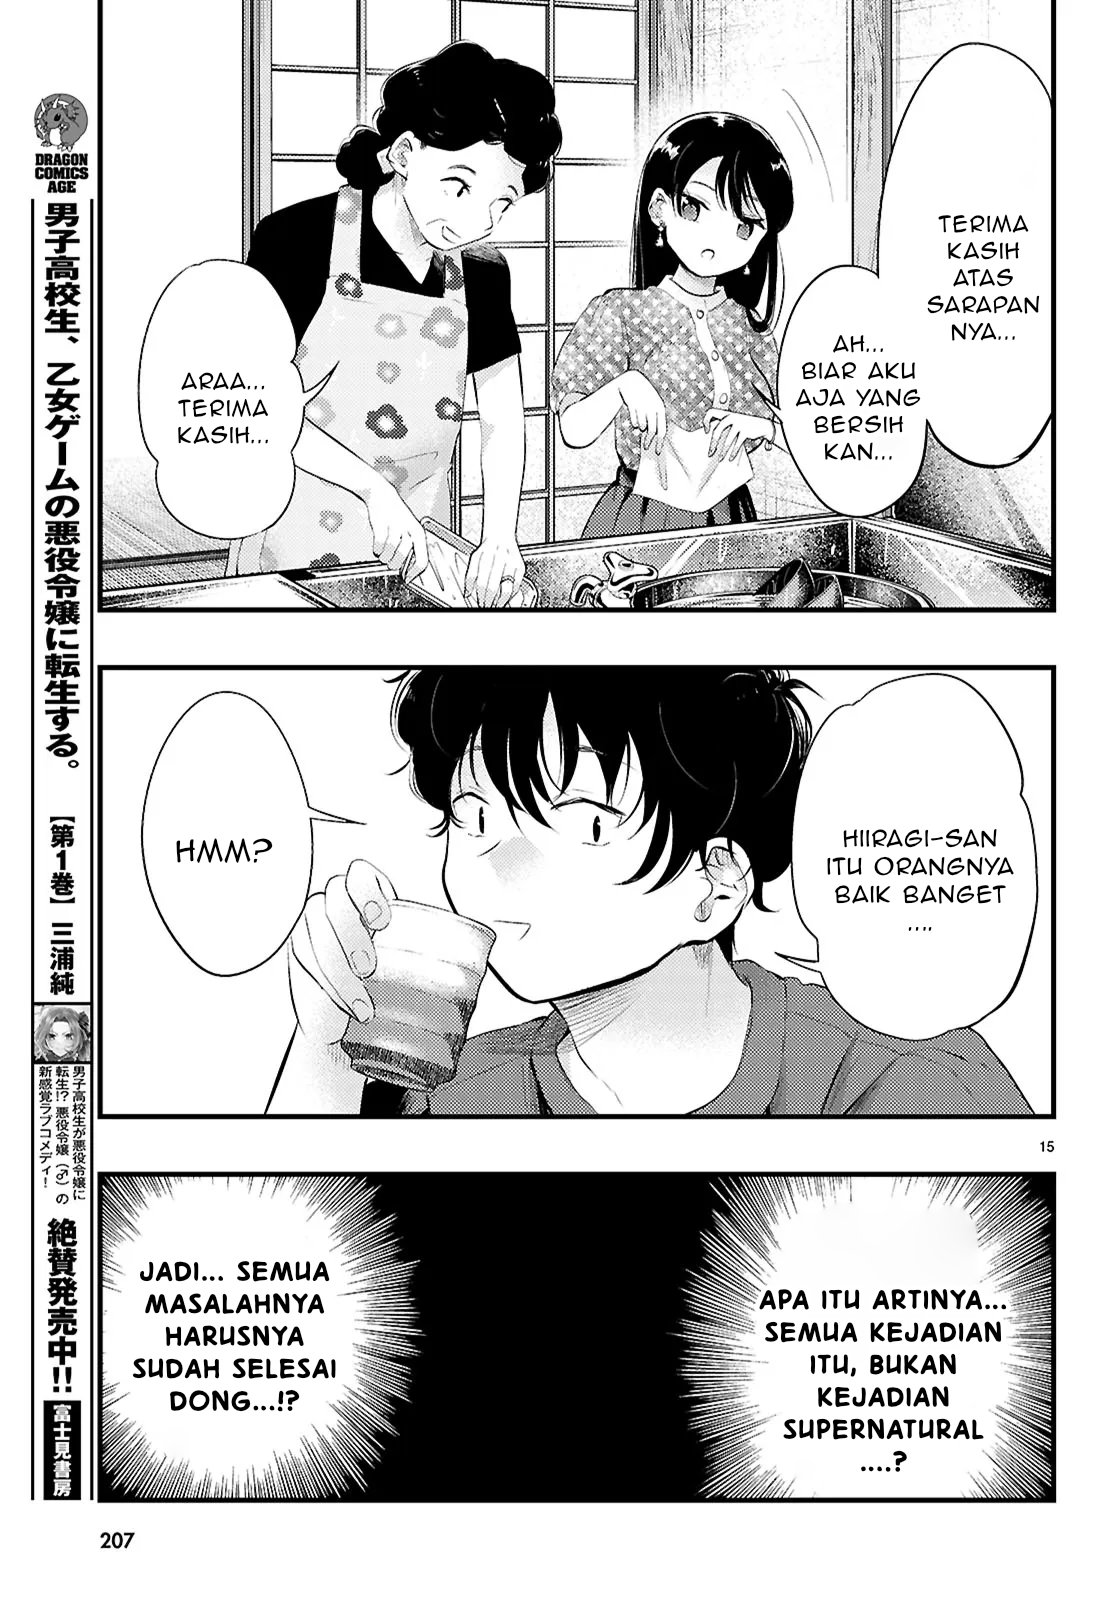 TERIMA
KASIH
ATAS
SARAPAN
NYA...
AH...
BIAR AKU
AJA YANG
BERSIH
KAN...
ARAA...
TERIMA
KASIH...
HIIRAGI-SAN
ITU ORANGNYA
BAIK BANGET
....
HMM?
15
APA ITU ARTINYA...
SEMUA KEJADIAN
ITU, BUKAN
KEJADIAN
SUPERNATURAL
....?
JADI... SEMUA
MASALAHNYA
HARUSNYA
SUDAH SELESAI
DONG...!?
DRAGON
COMICS
AGE
男子高校生、乙女ゲームの悪役令嬢に転生する。
【第1巻】 三浦純
男子高校生が悪役令嬢に
転生!? 悪役令嬢(♂)の
新感覚ラブコメディ!
絶賛発売中!!
富士見書房
207